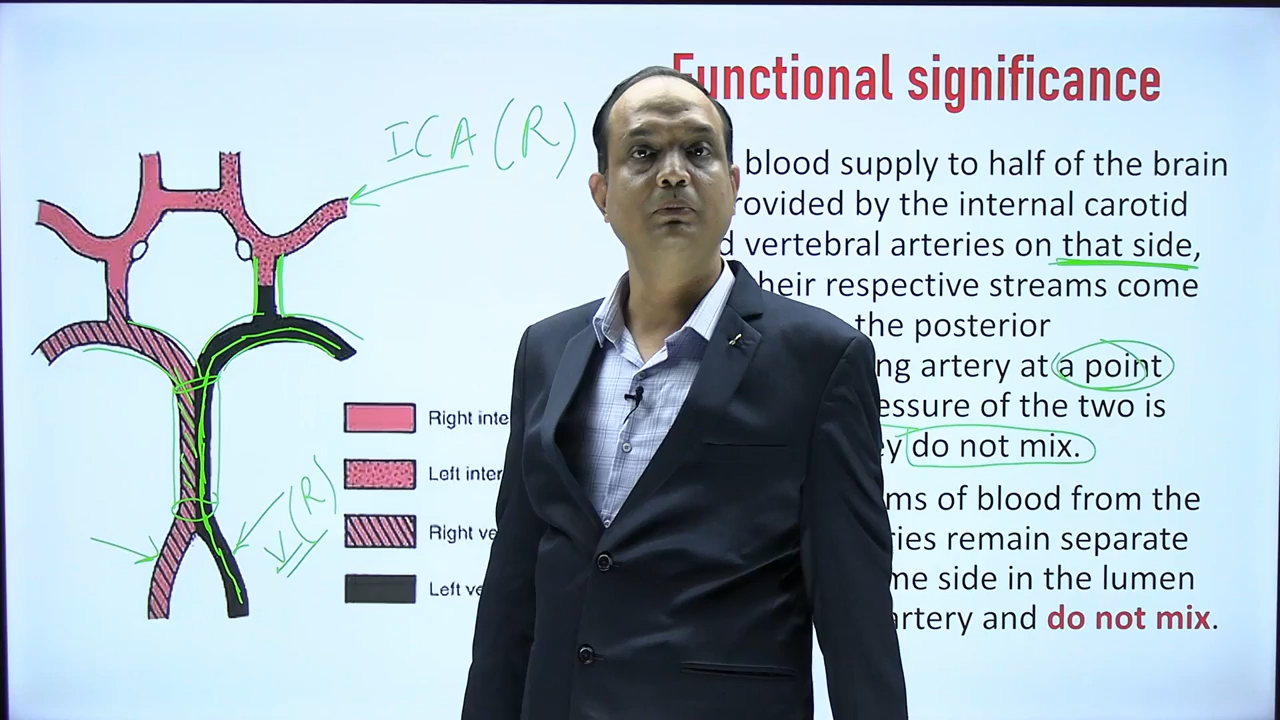 Functional significance
blood supply to half of the brain
rovided by the internal carotid
d vertebral arteries on that side,
heir respective streams come
the posterior
ng artery at a point
essure of the two is
ey do not mix.
ms of blood from the
ries remain separate
me side in the lumen
artery and do not mix.
ICA (R)
V (R)
Right inte
Left inter
Right ve
Left ve